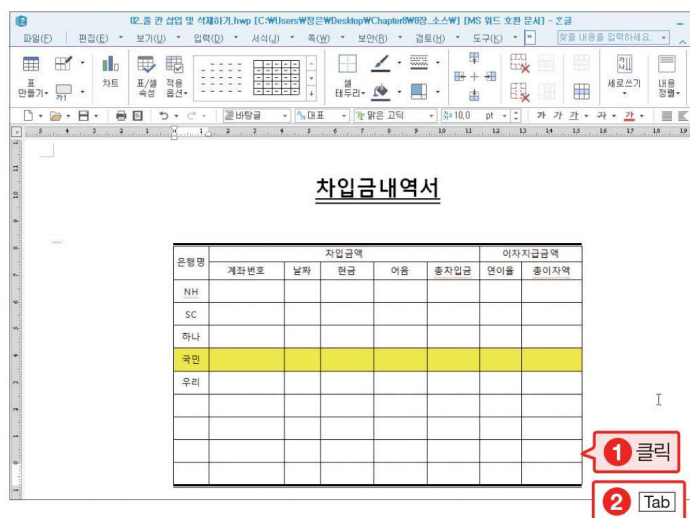 02_줄 칸 삽입 및 삭제하기.hwp [C:₩Users₩정은₩Desktop₩Chapter8₩8장_소스₩] [MS 워드 호환 문서] - 흔글
파일(F) 편집(E) 보기(U) 입력(D) 서식(J) 쪽(W) 보안(B) 검토(H) 도구(K) 찾을 내용을 입력하세요.
표 만들기 차트 표/셀 속성 적용 옵션 셀 테두리 세로쓰기 내용 정렬
바탕글 대표 맑은 고딕 10.0 pt 가 가 가 가 가
차입금내역서
은행명 차입금액 이자지급금액
계좌번호 날짜 현금 어음 총차입금 연이율 총이자액
NH
SC
하나
국민
우리
1 클릭
2 Tab